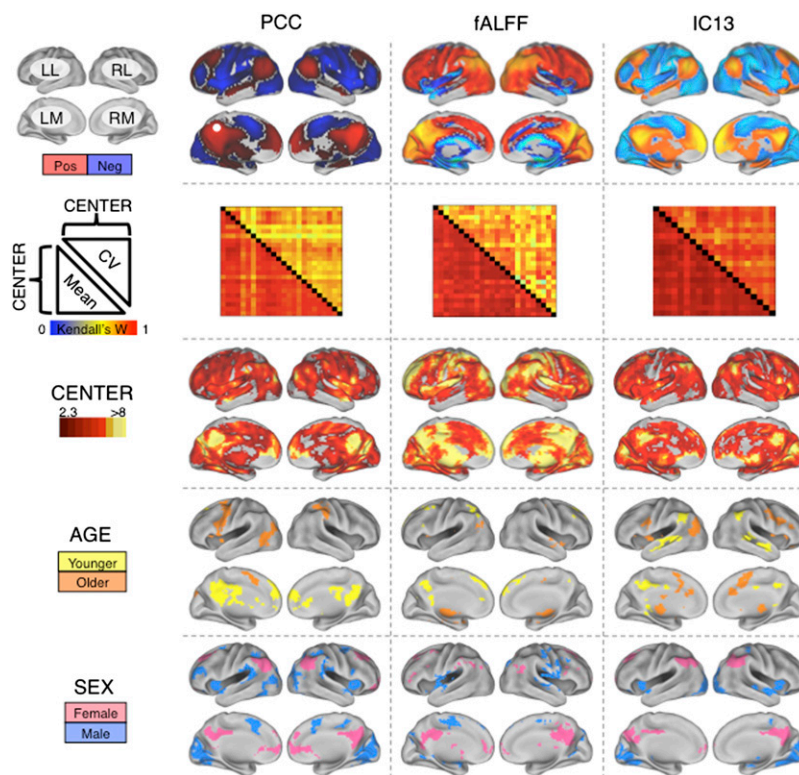 PCC fALFF IC13
LL RL
LM RM
Pos Neg
CENTER
CENTER
CV
Mean
0 Kendall's W 1
CENTER
2.3 >8
AGE
Younger
Older
SEX
Female
Male